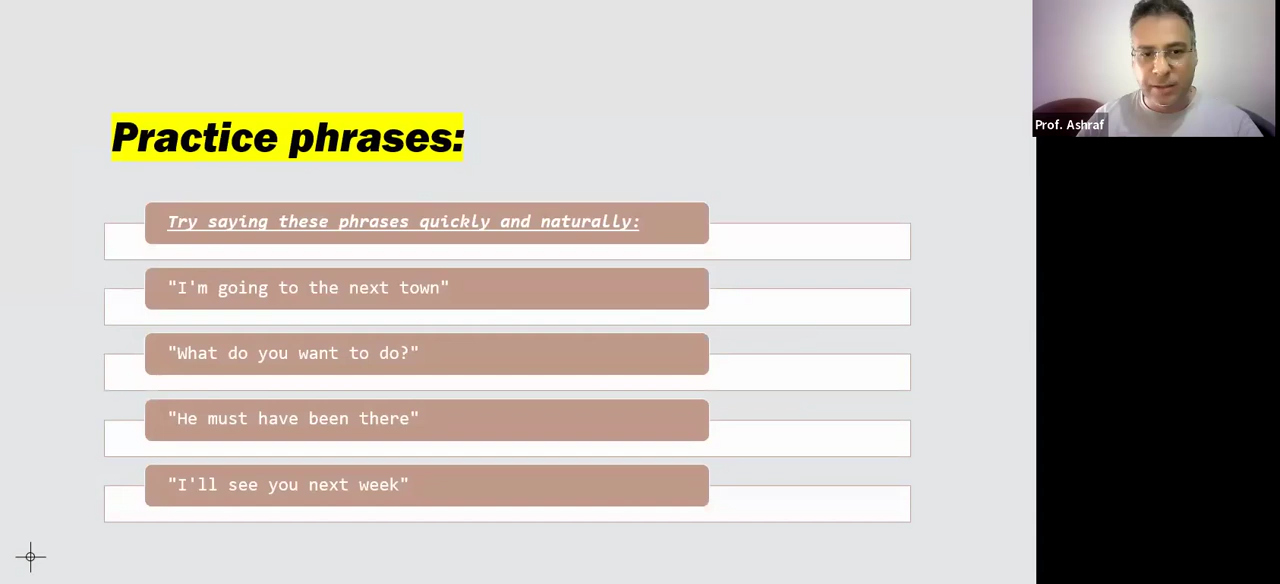 Practice phrases:
Try saying these phrases quickly and naturally:
"I'm going to the next town"
"What do you want to do?"
"He must have been there"
"I'll see you next week"
Prof. Ashraf